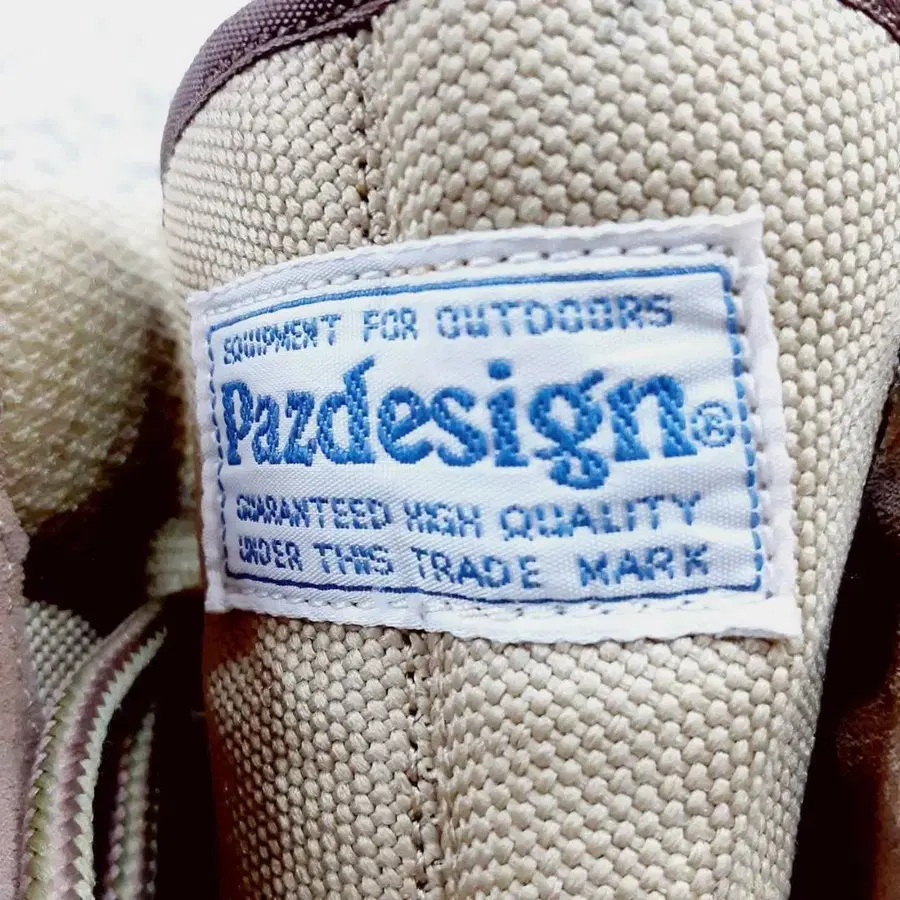 EQUIPMENT FOR OUTDOORS
Pazdesign®
GUARANTEED HIGH QUALITY
UNDER THIS TRADE MARK